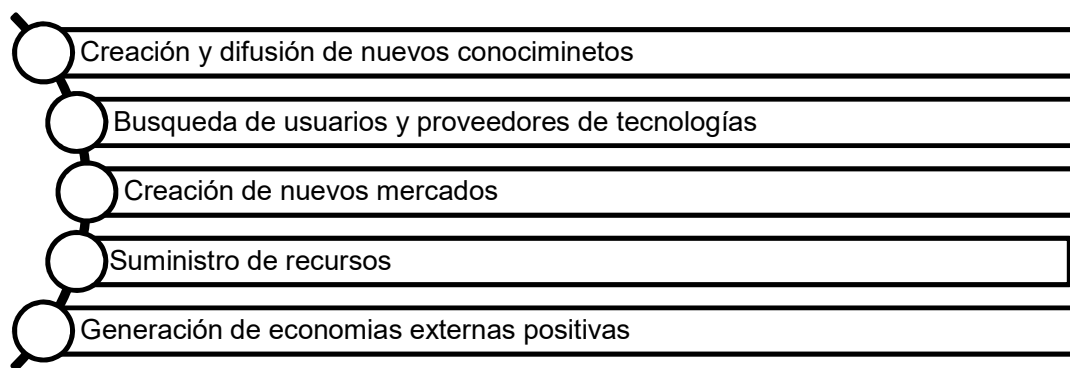 Creación y difusión de nuevos conociminetos
Busqueda de usuarios y proveedores de tecnologías
Creación de nuevos mercados
Suministro de recursos
Generación de economias externas positivas